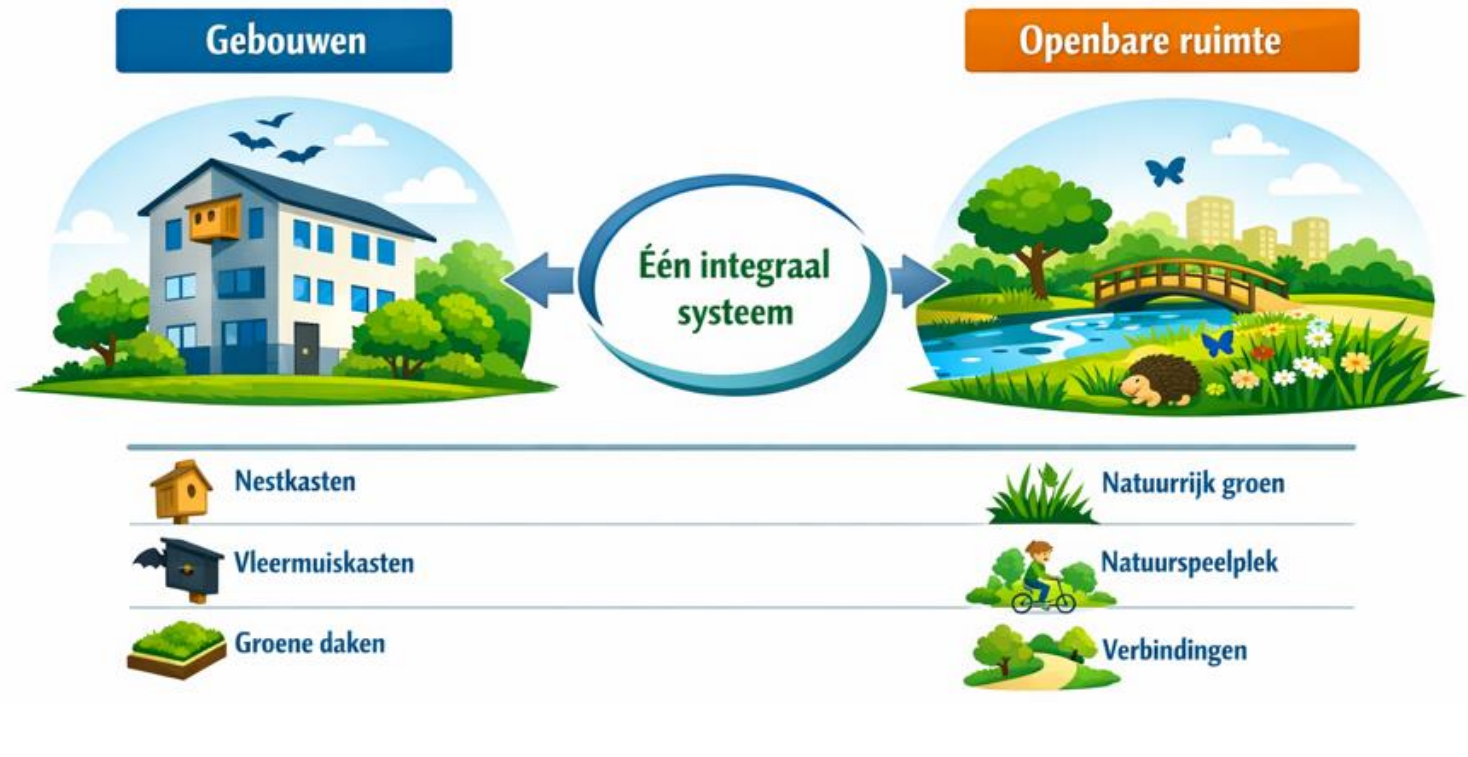 Gebouwen
Openbare ruimte
Één integraal
systeem
Nestkasten
Natuurrijk groen
Vleermuiskasten
Natuurspeelplek
Groene daken
Verbindingen